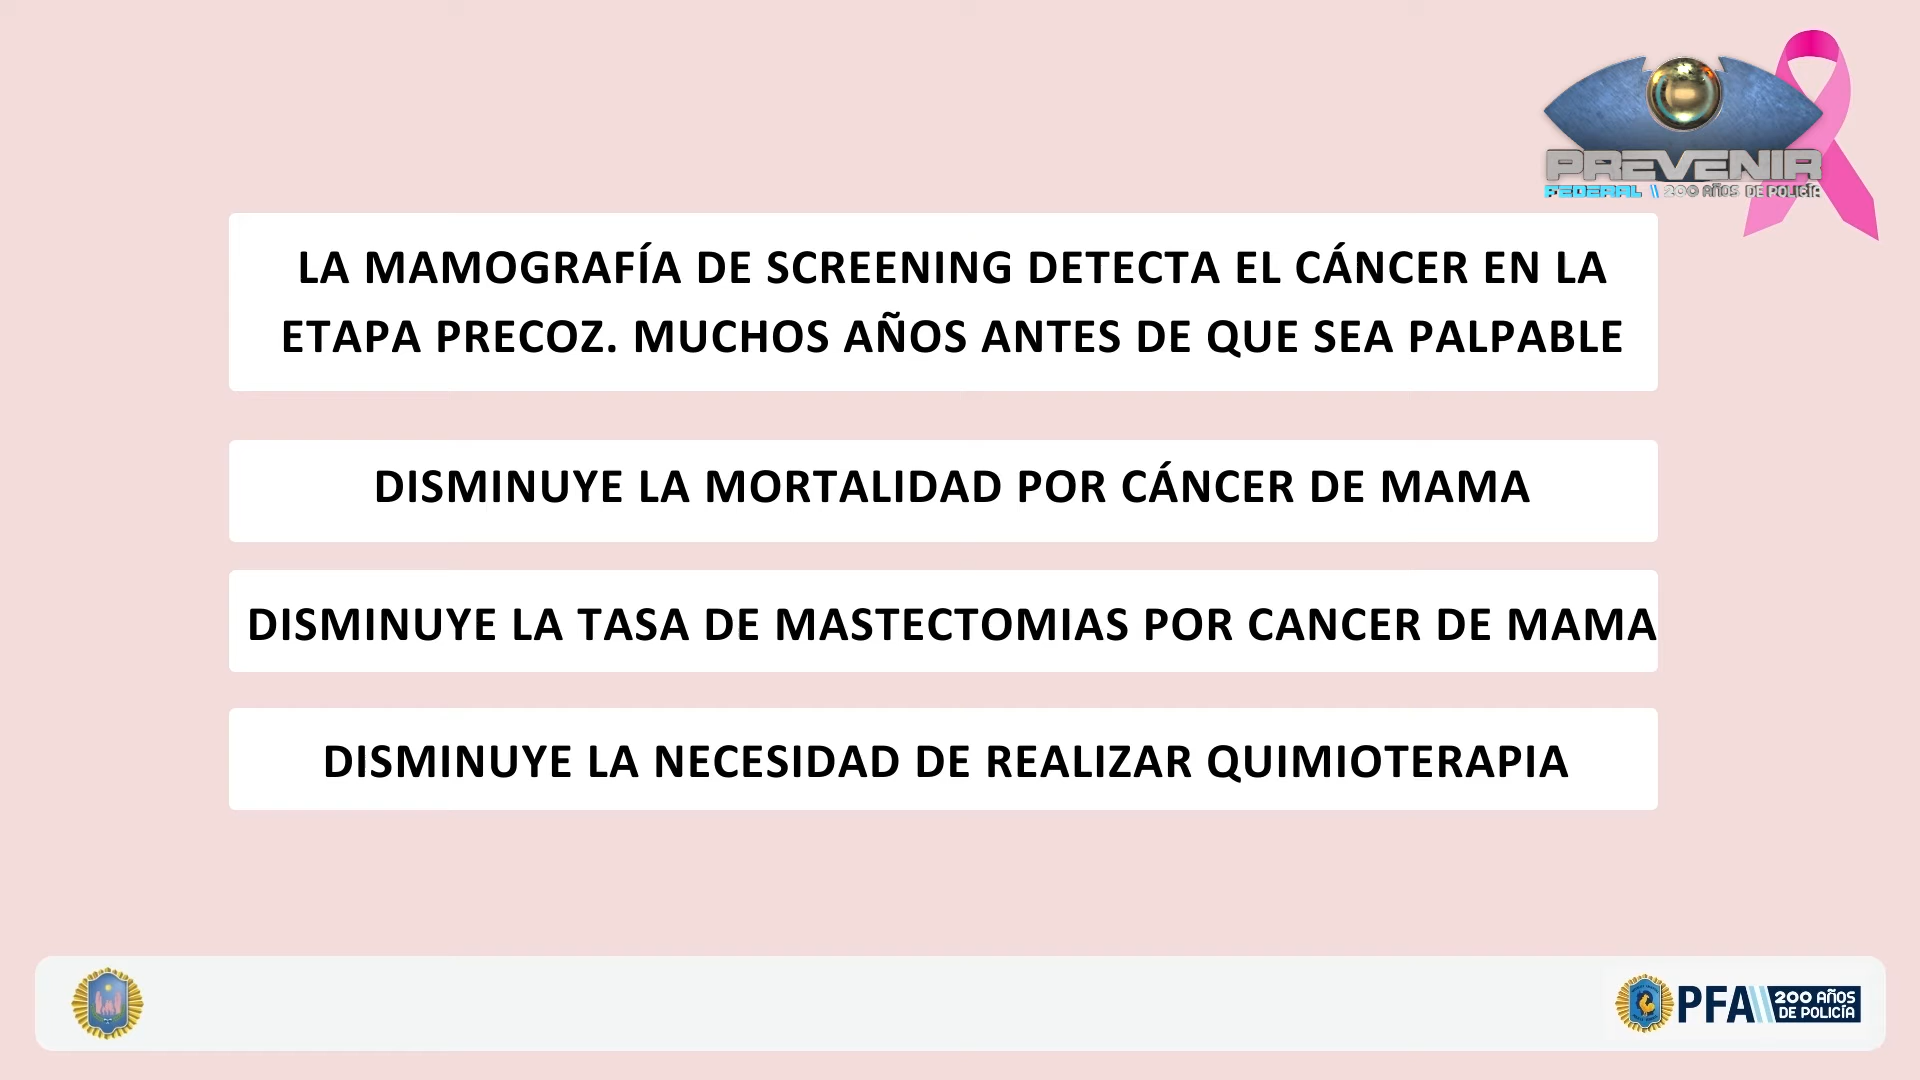 PREVENIR
FEDERAL \\ 200 AÑOS DE POLICÍA
LA MAMOGRAFÍA DE SCREENING DETECTA EL CÁNCER EN LA
ETAPA PRECOZ. MUCHOS AÑOS ANTES DE QUE SEA PALPABLE
DISMINUYE LA MORTALIDAD POR CÁNCER DE MAMA
DISMINUYE LA TASA DE MASTECTOMIAS POR CANCER DE MAMA
DISMINUYE LA NECESIDAD DE REALIZAR QUIMIOTERAPIA
PFA 200 AÑOS
DE POLICÍA